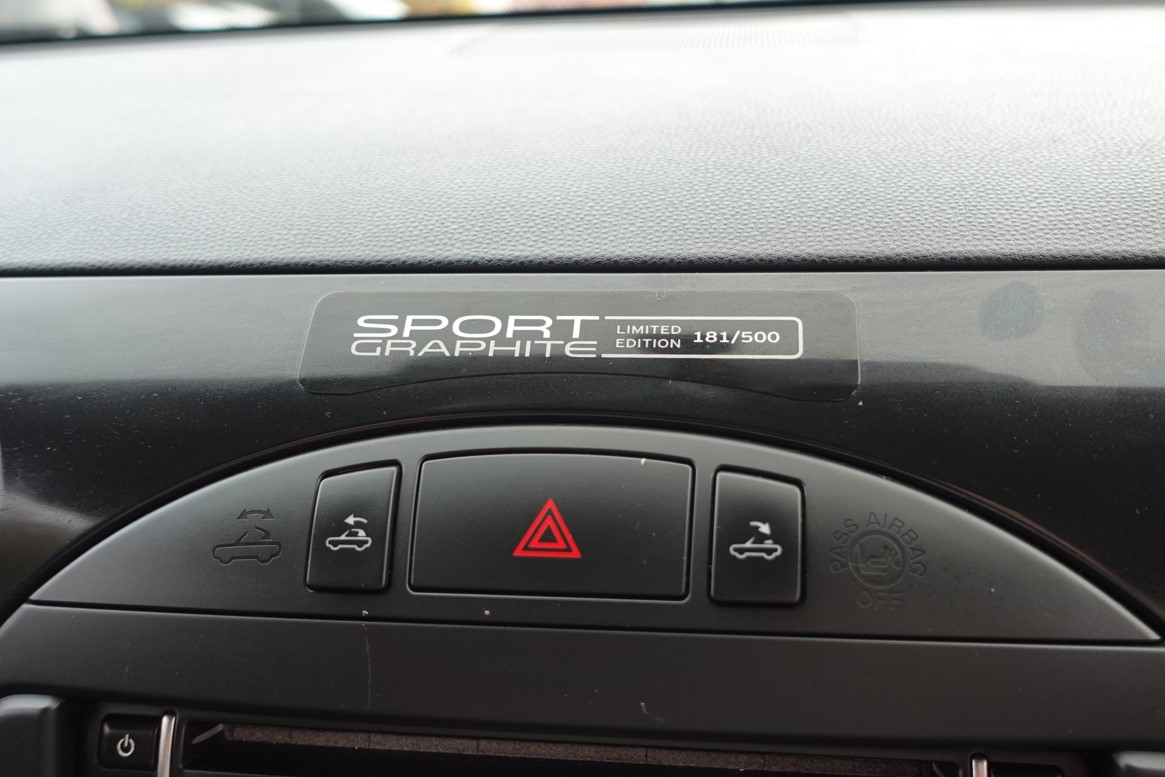 SPORT
GRAPHITE
LIMITED
EDITION
181/500
PASS AIRBAG
OFF